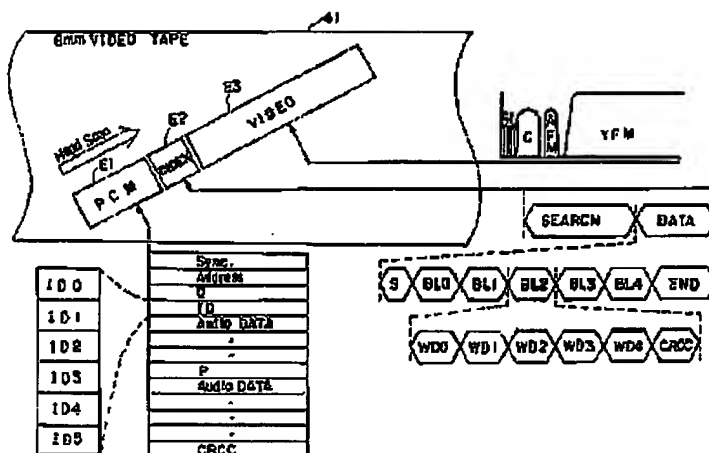 41
8mm VIDEO TAPE
E3
E2
Head Scan
E1
VIDEO
INDEX
PCM
C
A
FM
YFM
SEARCH
DATA
S
BL0
BL1
BL2
BL3
BL4
END
WD0
WD1
WD2
WD3
WD4
CRCC
ID0
ID1
ID2
ID3
ID4
ID5
Sync.
Address
Q
ID
Audio DATA
"
"
P
Audio DATA
"
"
"
CRCC